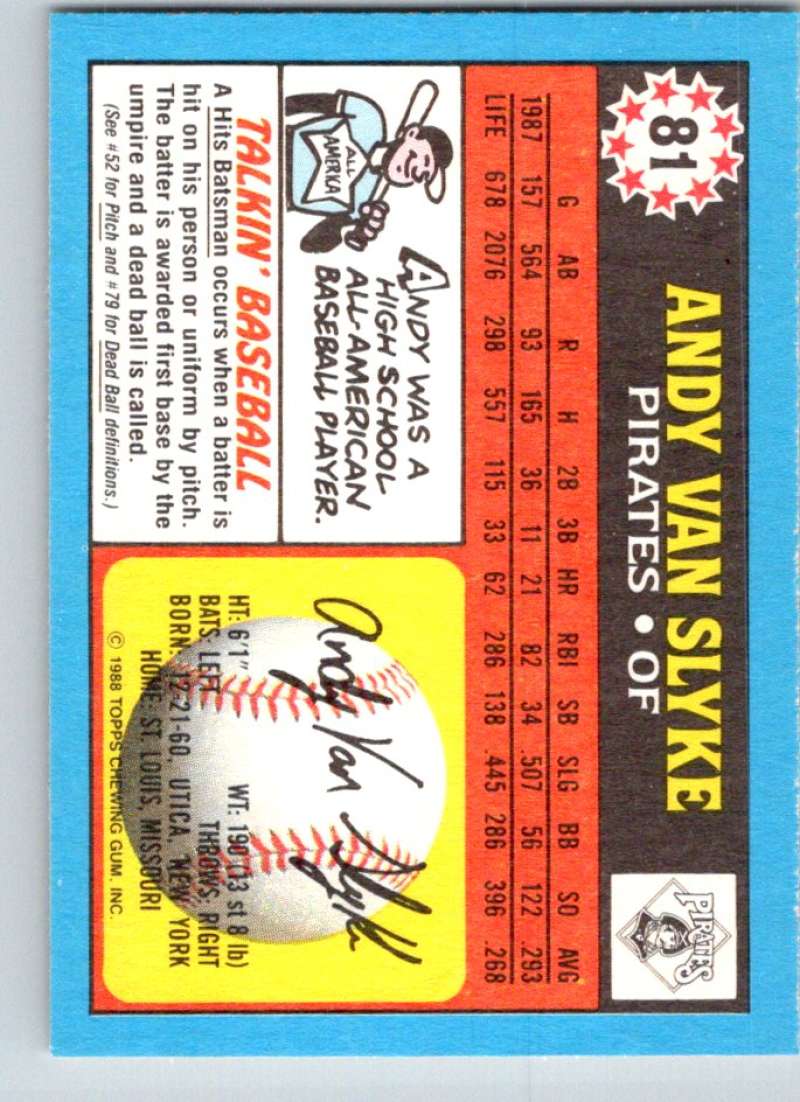 81
ANDY VAN SLYKE
PIRATES • OF
PIRATES
G AB R H 2B 3B HR RBI SB SLG BB SO AVG
1987 157 564 93 165 36 11 21 82 34 .507 56 122 .293
LIFE 678 2076 298 557 115 33 62 286 138 .445 286 396 .268
ALL
AMERICA
ANDY WAS A
HIGH SCHOOL
ALL-AMERICAN
BASEBALL PLAYER.
TALKIN' BASEBALL
A Hits Batsman occurs when a batter is
hit on his person or uniform by pitch.
The batter is awarded first base by the
umpire and a dead ball is called.
(See #52 for Pitch and #79 for Dead Ball definitions.)
Andy Van Slyke
HT: 6'1" WT: 190 (13 st 8 lb)
BATS: LEFT THROWS: RIGHT
BORN: 12-21-60, UTICA, NEW YORK
HOME: ST. LOUIS, MISSOURI
© 1988 TOPPS CHEWING GUM, INC.